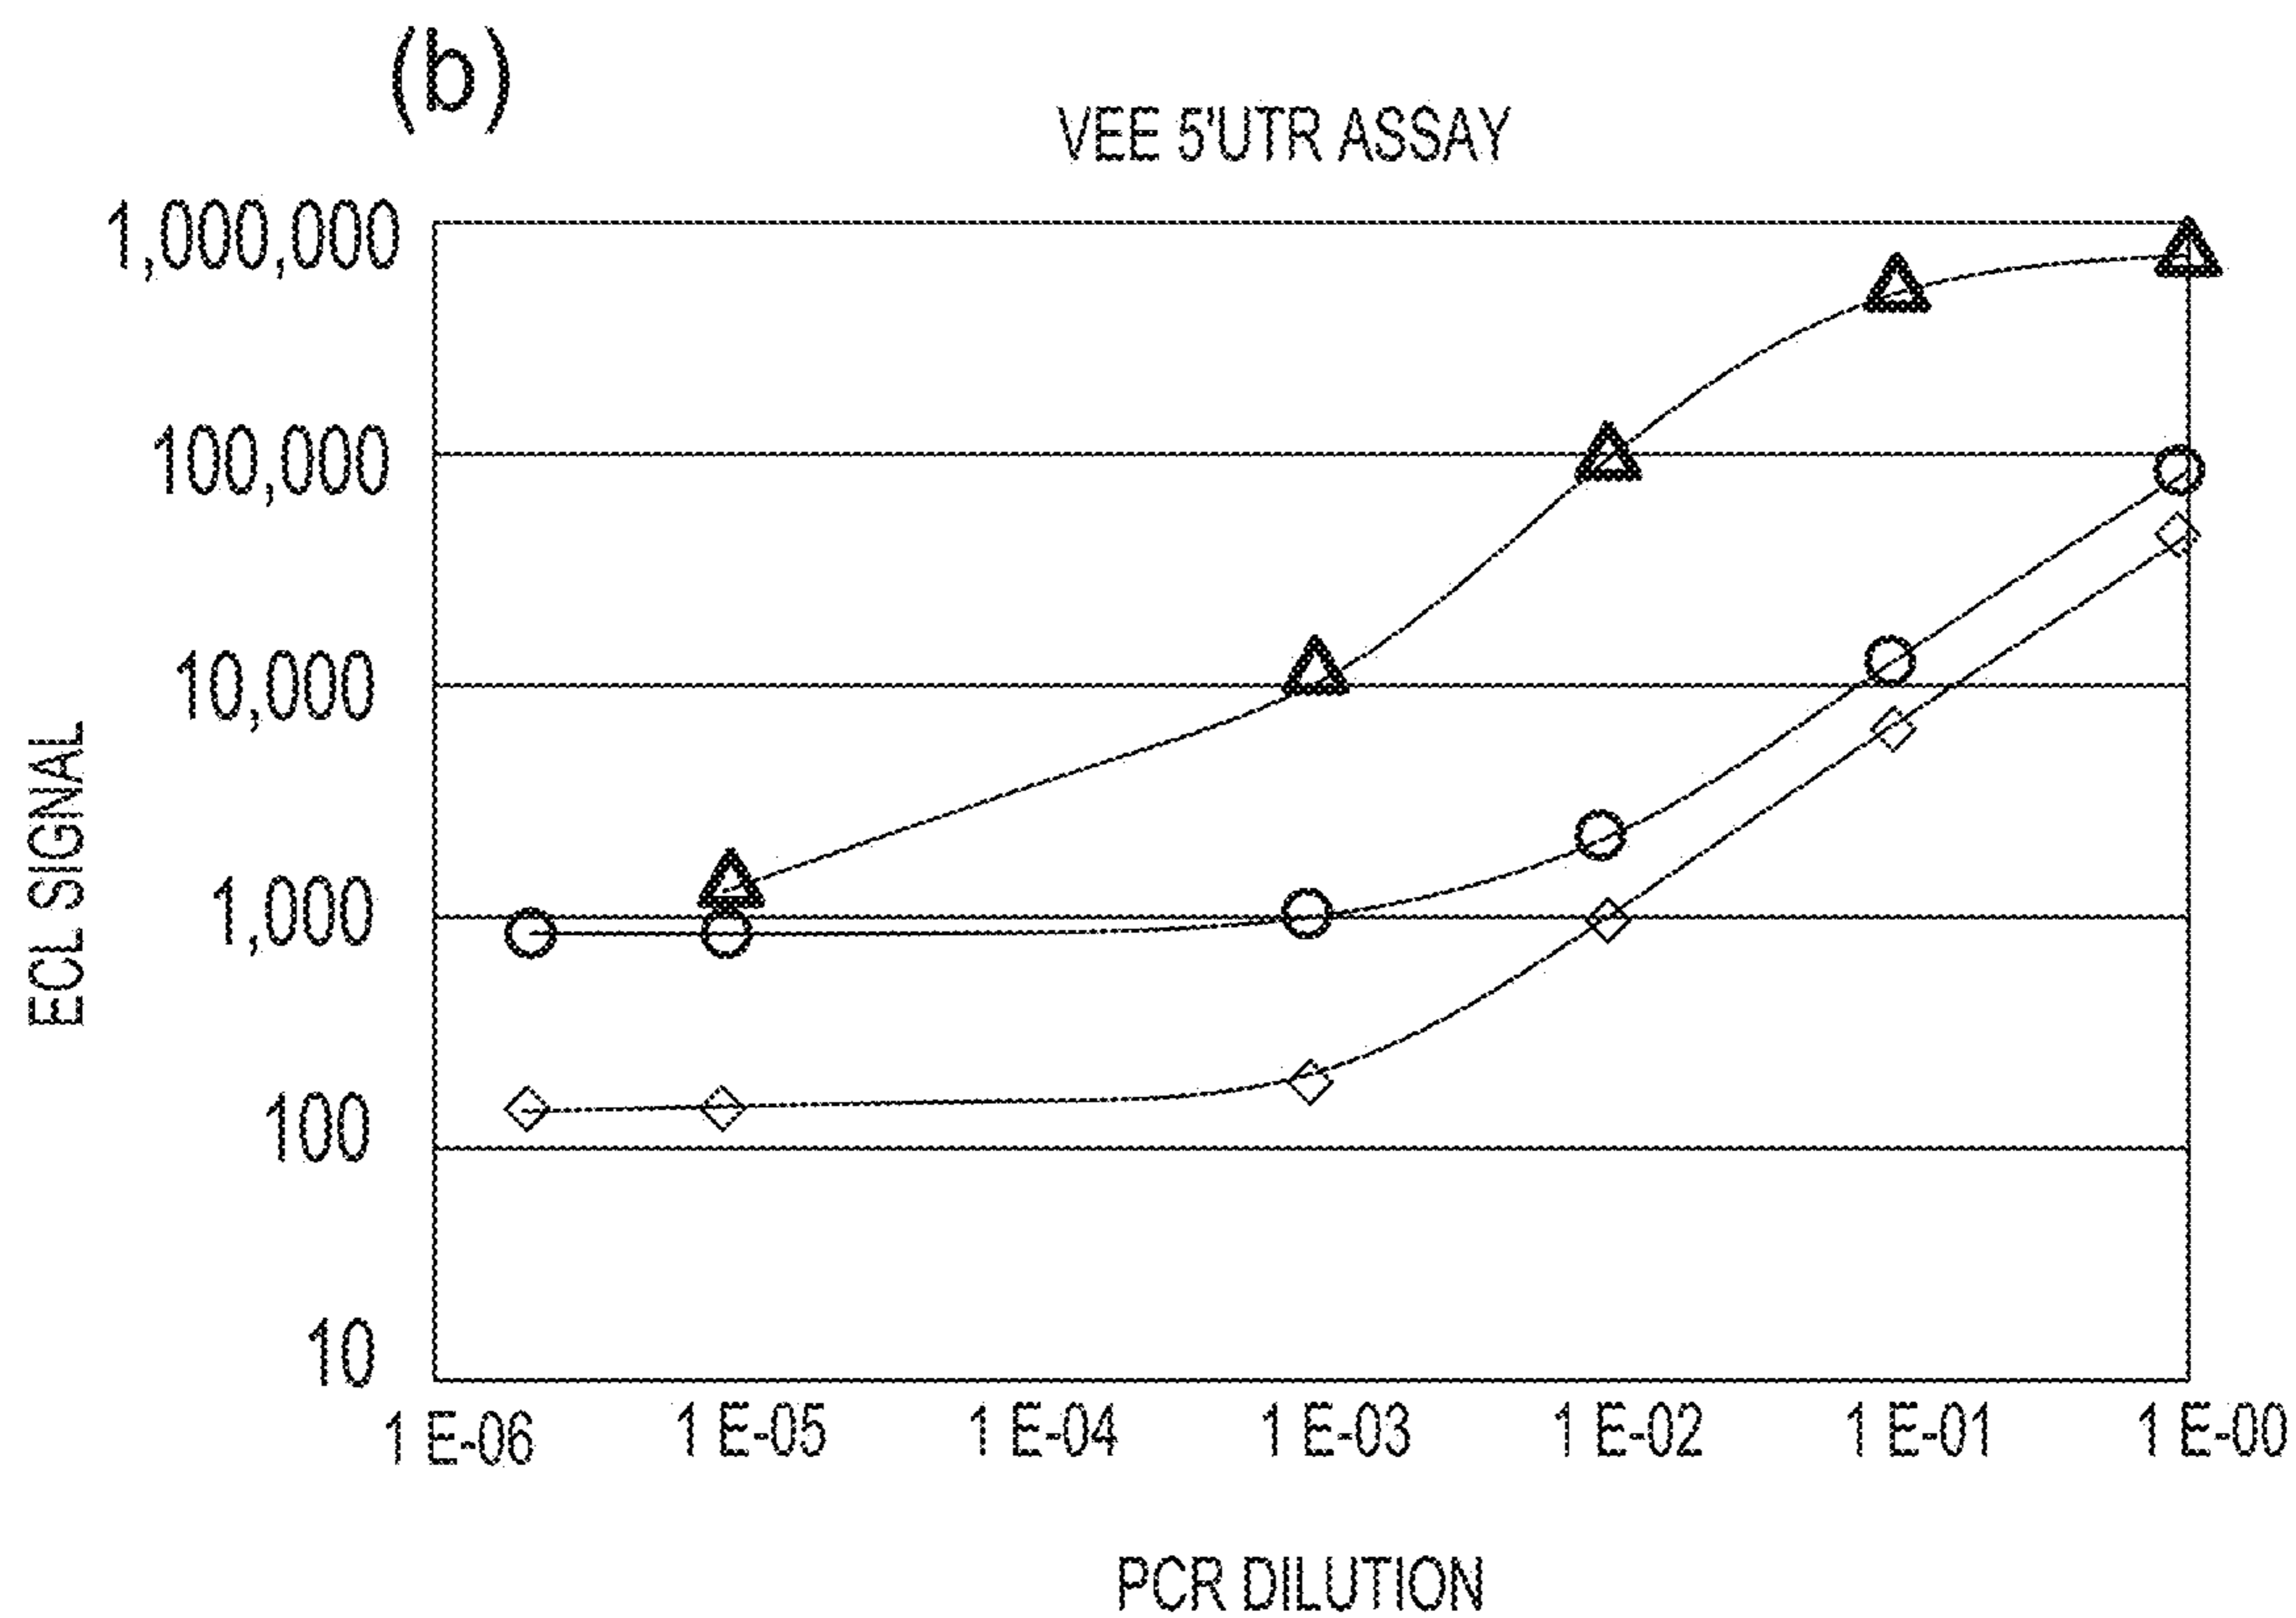 (b)
VEE 5'UTR ASSAY
1,000,000
100,000
10,000
1,000
100
10
ECL SIGNAL
1 E-06 1 E-05 1 E-04 1 E-03 1 E-02 1 E-01 1 E-00
PCR DILUTION